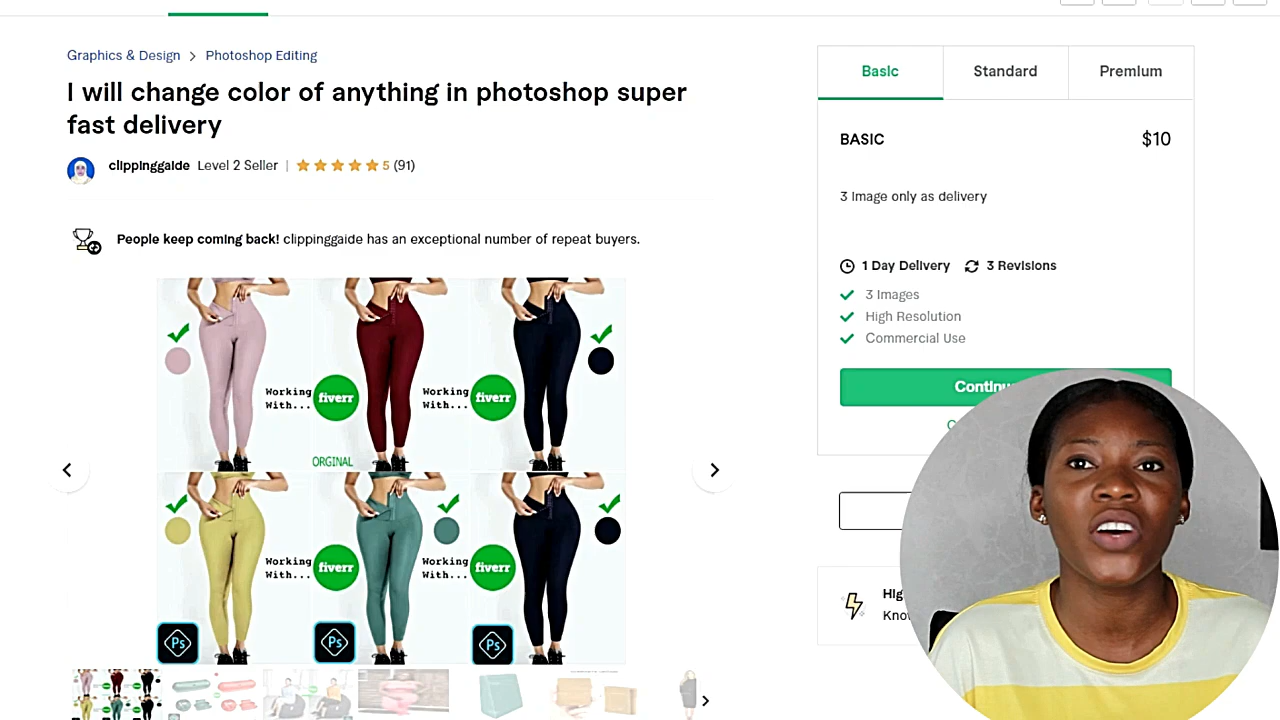 Graphics & Design > Photoshop Editing
I will change color of anything in photoshop super
fast delivery
clippinggaide Level 2 Seller | 5 (91)
People keep coming back! clippinggaide has an exceptional number of repeat buyers.
Working
With...
fiverr
Working
With...
fiverr
ORGINAL
Working
With...
fiverr
Working
With...
fiverr
Ps
Ps
Ps
Basic
Standard
Premium
BASIC
$10
3 Image only as delivery
1 Day Delivery
3 Revisions
3 Images
High Resolution
Commercial Use